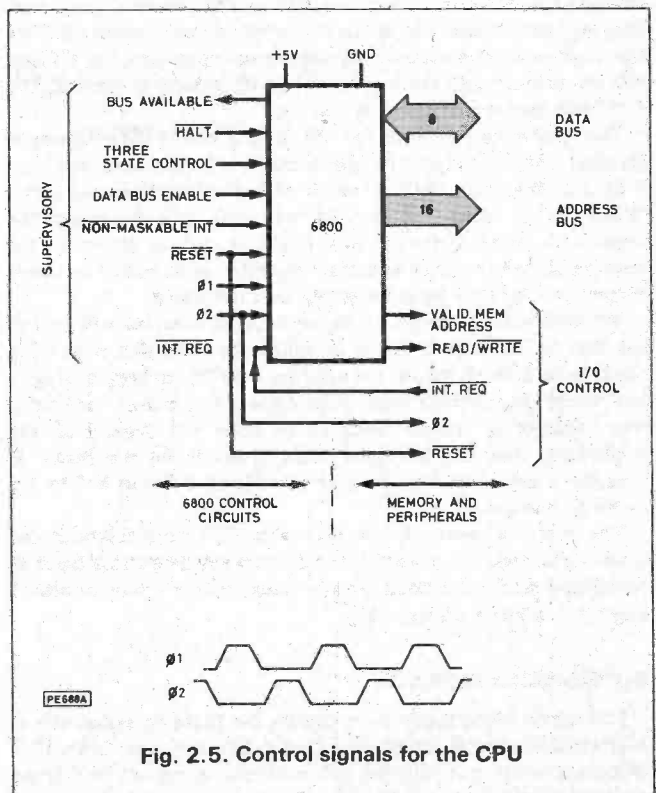 +5V GND
BUS AVAILABLE
HALT
THREE
STATE CONTROL
DATA BUS ENABLE
NON-MASKABLE INT
RESET
Ø1
Ø2
INT. REQ
SUPERVISORY
6800
8
DATA
BUS
16
ADDRESS
BUS
VALID. MEM
ADDRESS
READ/WRITE
INT. REQ
Ø2
RESET
I/O
CONTROL
6800 CONTROL
CIRCUITS
MEMORY AND
PERIPHERALS
Ø1
Ø2
PE688A
Fig. 2.5. Control signals for the CPU